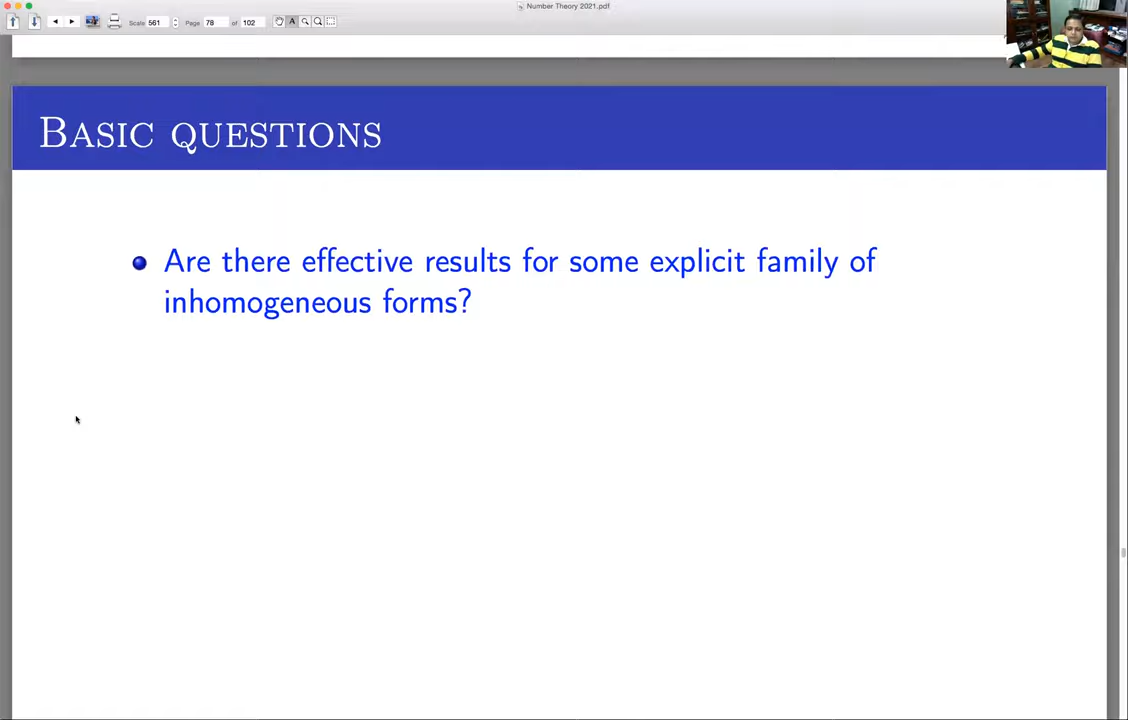 Number Theory 2021.pdf
Scale 561 Page 78 of 102 A
BASIC QUESTIONS
Are there effective results for some explicit family of
inhomogeneous forms?